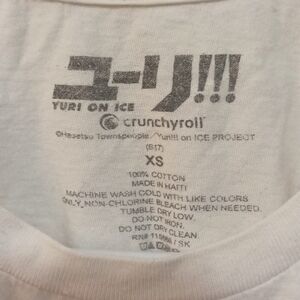 ユーリ!!!
YURI ON ICE
crunchyroll
©Hasetsu Townspeople/Yuri!!! on ICE PROJECT
(B17)
XS
100% COTTON
MADE IN HAITI
MACHINE WASH COLD WITH LIKE COLORS
ONLY NON-CHLORINE BLEACH WHEN NEEDED.
TUMBLE DRY LOW.
DO NOT IRON.
DO NOT DRY CLEAN.
/ SK